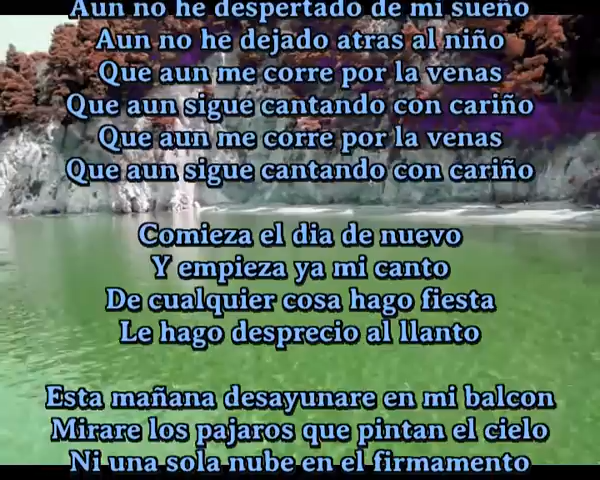 Aun no he despertado de mi sueño
Aun no he dejado atras al niño
Que aun me corre por la venas
Que aun sigue cantando con cariño
Que aun me corre por la venas
Que aun sigue cantando con cariño
Comieza el dia de nuevo
Y empieza ya mi canto
De cualquier cosa hago fiesta
Le hago desprecio al llanto
Esta mañana desayunare en mi balcon
Mirare los pajaros que pintan el cielo
Ni una sola nube en el firmamento